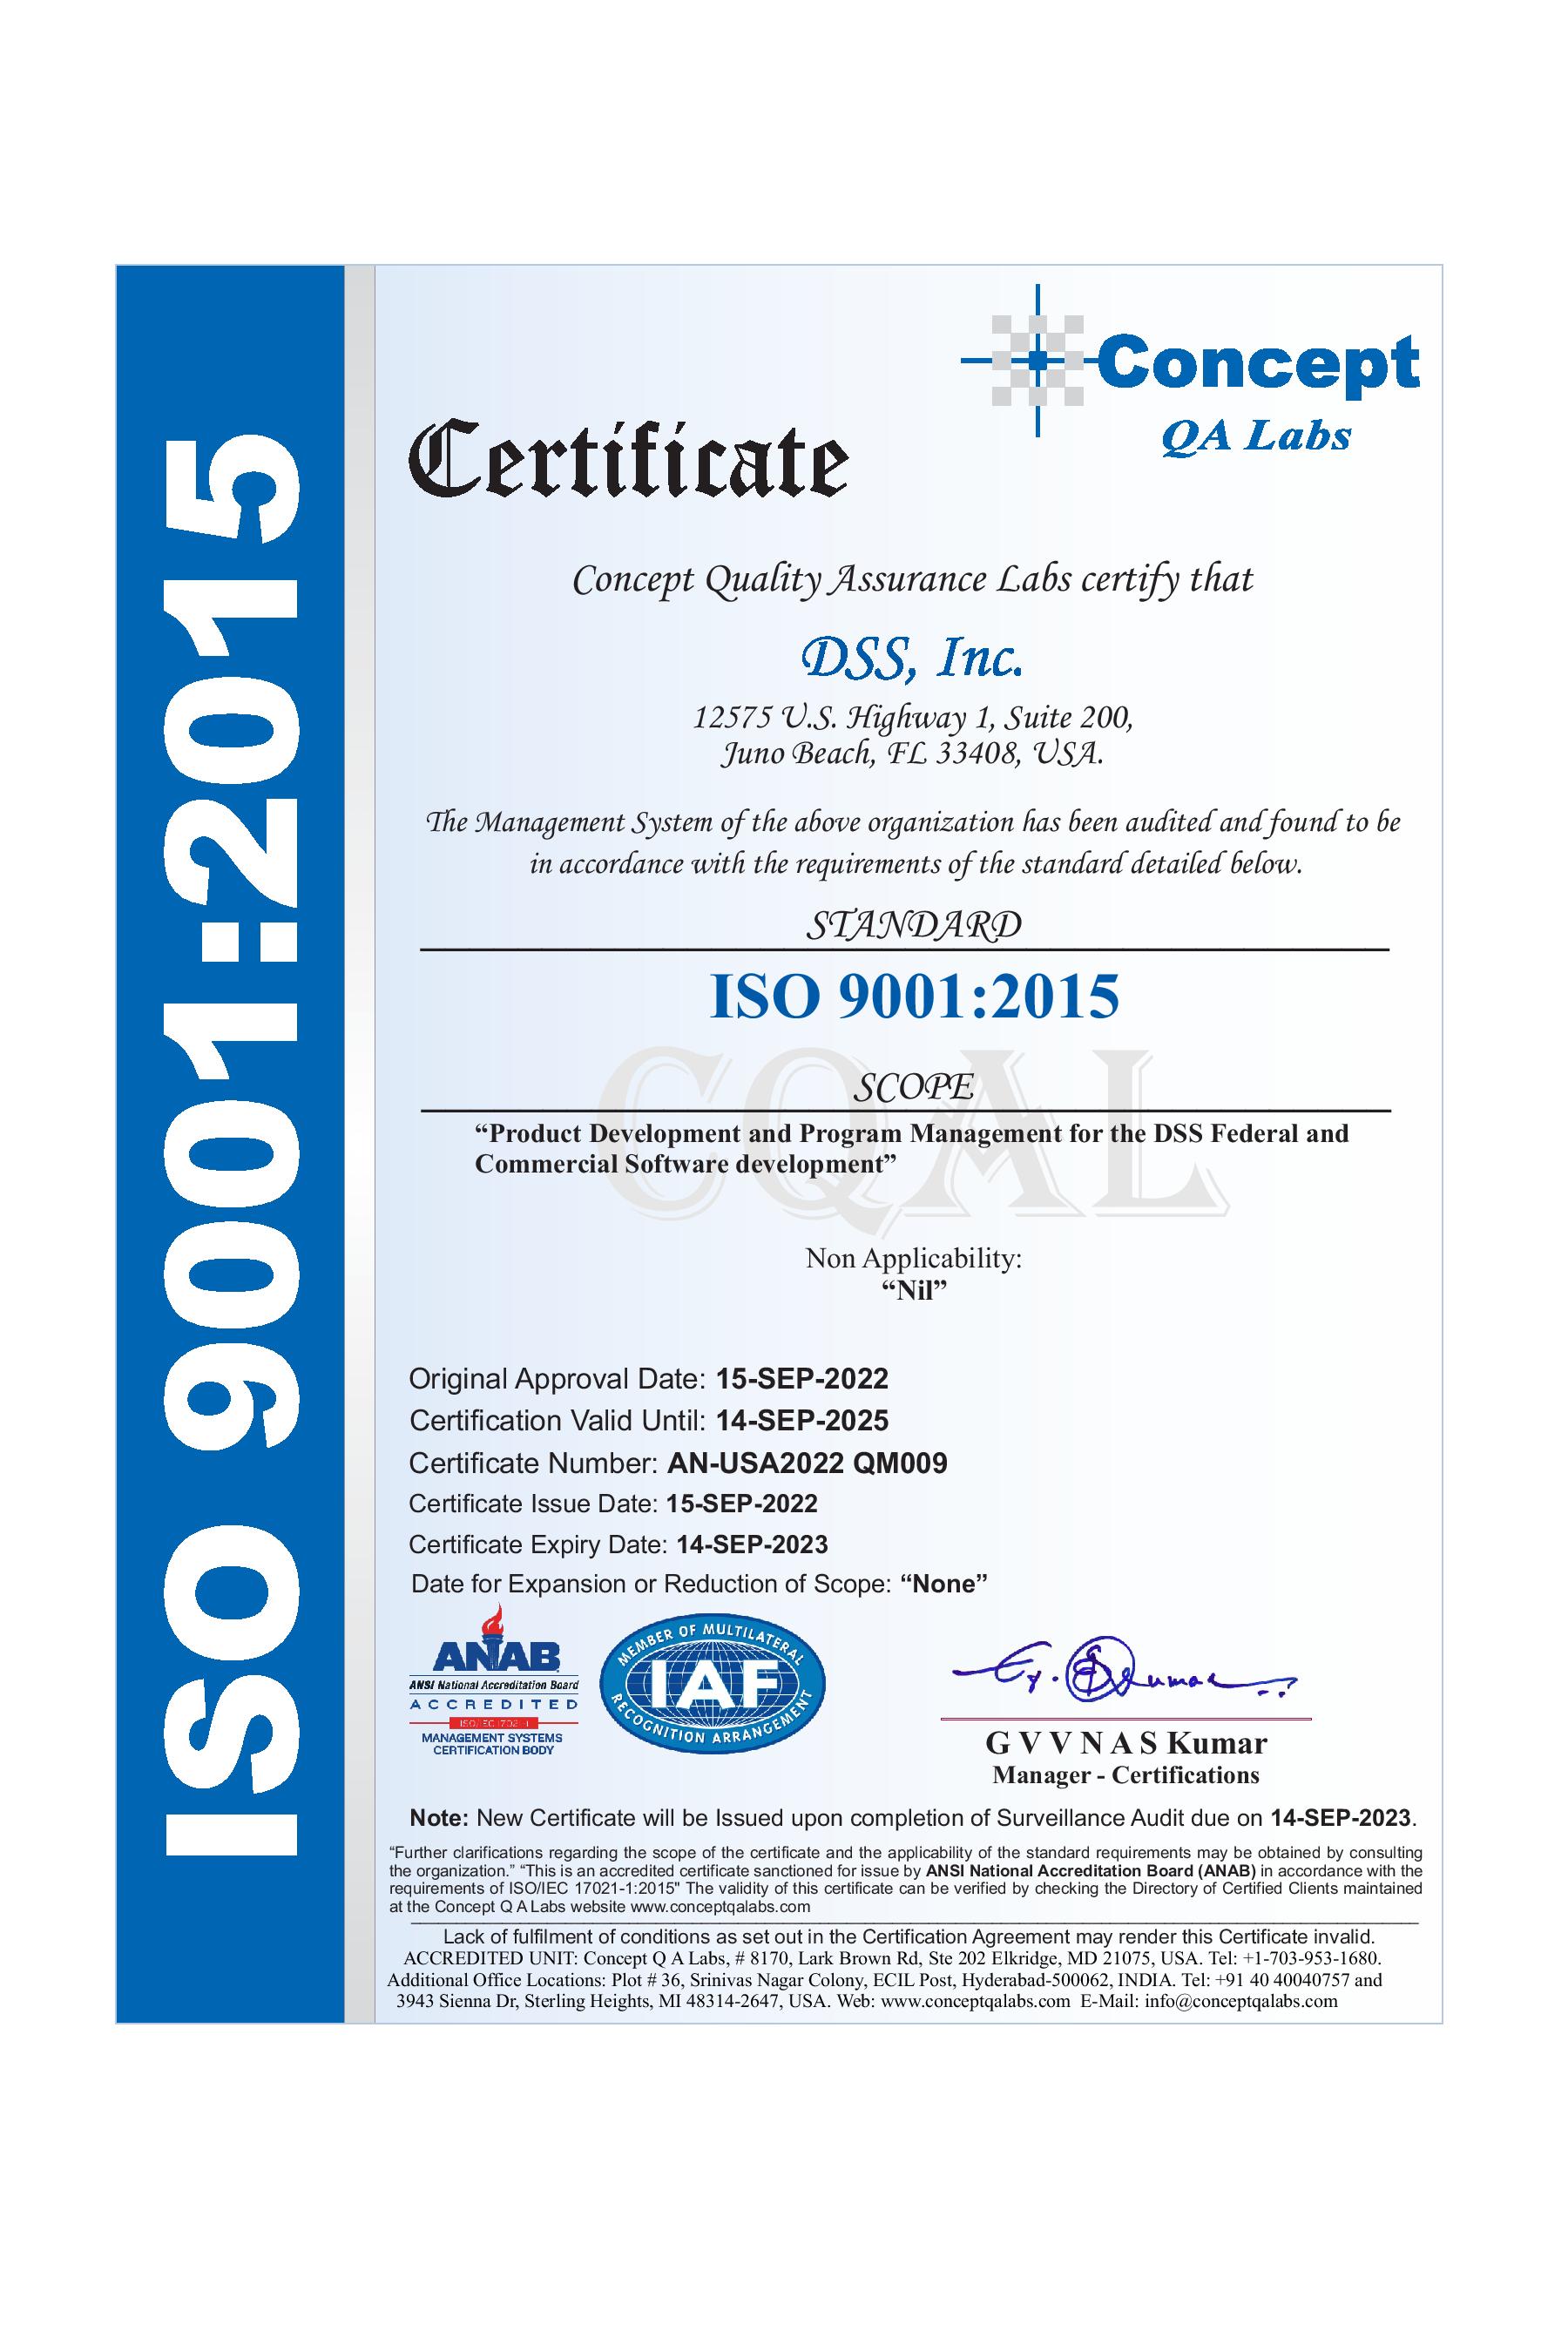 ISO 9001:2015
Concept
QA Labs
Certificate
Concept Quality Assurance Labs certify that
DSS, Inc.
12575 U.S. Highway 1, Suite 200,
Juno Beach, FL 33408, USA.
The Management System of the above organization has been audited and found to be
in accordance with the requirements of the standard detailed below.
STANDARD
ISO 9001:2015
CQAL
SCOPE
“Product Development and Program Management for the DSS Federal and
Commercial Software development”
Non Applicability:
“Nil”
Original Approval Date: 15-SEP-2022
Certification Valid Until: 14-SEP-2025
Certificate Number: AN-USA2022 QM009
Certificate Issue Date: 15-SEP-2022
Certificate Expiry Date: 14-SEP-2023
Date for Expansion or Reduction of Scope: “None”
ANAB
ANSI National Accreditation Board
ACCREDITED
ISO/IEC 17021-1
MANAGEMENT SYSTEMS
CERTIFICATION BODY
MEMBER OF MULTILATERAL
IAF
RECOGNITION ARRANGEMENT
G V V N A S Kumar
Manager - Certifications
Note: New Certificate will be Issued upon completion of Surveillance Audit due on 14-SEP-2023.
“Further clarifications regarding the scope of the certificate and the applicability of the standard requirements may be obtained by consulting
the organization.” “This is an accredited certificate sanctioned for issue by ANSI National Accreditation Board (ANAB) in accordance with the
requirements of ISO/IEC 17021-1:2015" The validity of this certificate can be verified by checking the Directory of Certified Clients maintained
at the Concept Q A Labs website www.conceptqalabs.com
Lack of fulfilment of conditions as set out in the Certification Agreement may render this Certificate invalid.
ACCREDITED UNIT: Concept Q A Labs, # 8170, Lark Brown Rd, Ste 202 Elkridge, MD 21075, USA. Tel: +1-703-953-1680.
Additional Office Locations: Plot # 36, Srinivas Nagar Colony, ECIL Post, Hyderabad-500062, INDIA. Tel: +91 40 40040757 and
3943 Sienna Dr, Sterling Heights, MI 48314-2647, USA. Web: www.conceptqalabs.com E-Mail: info@conceptqalabs.com